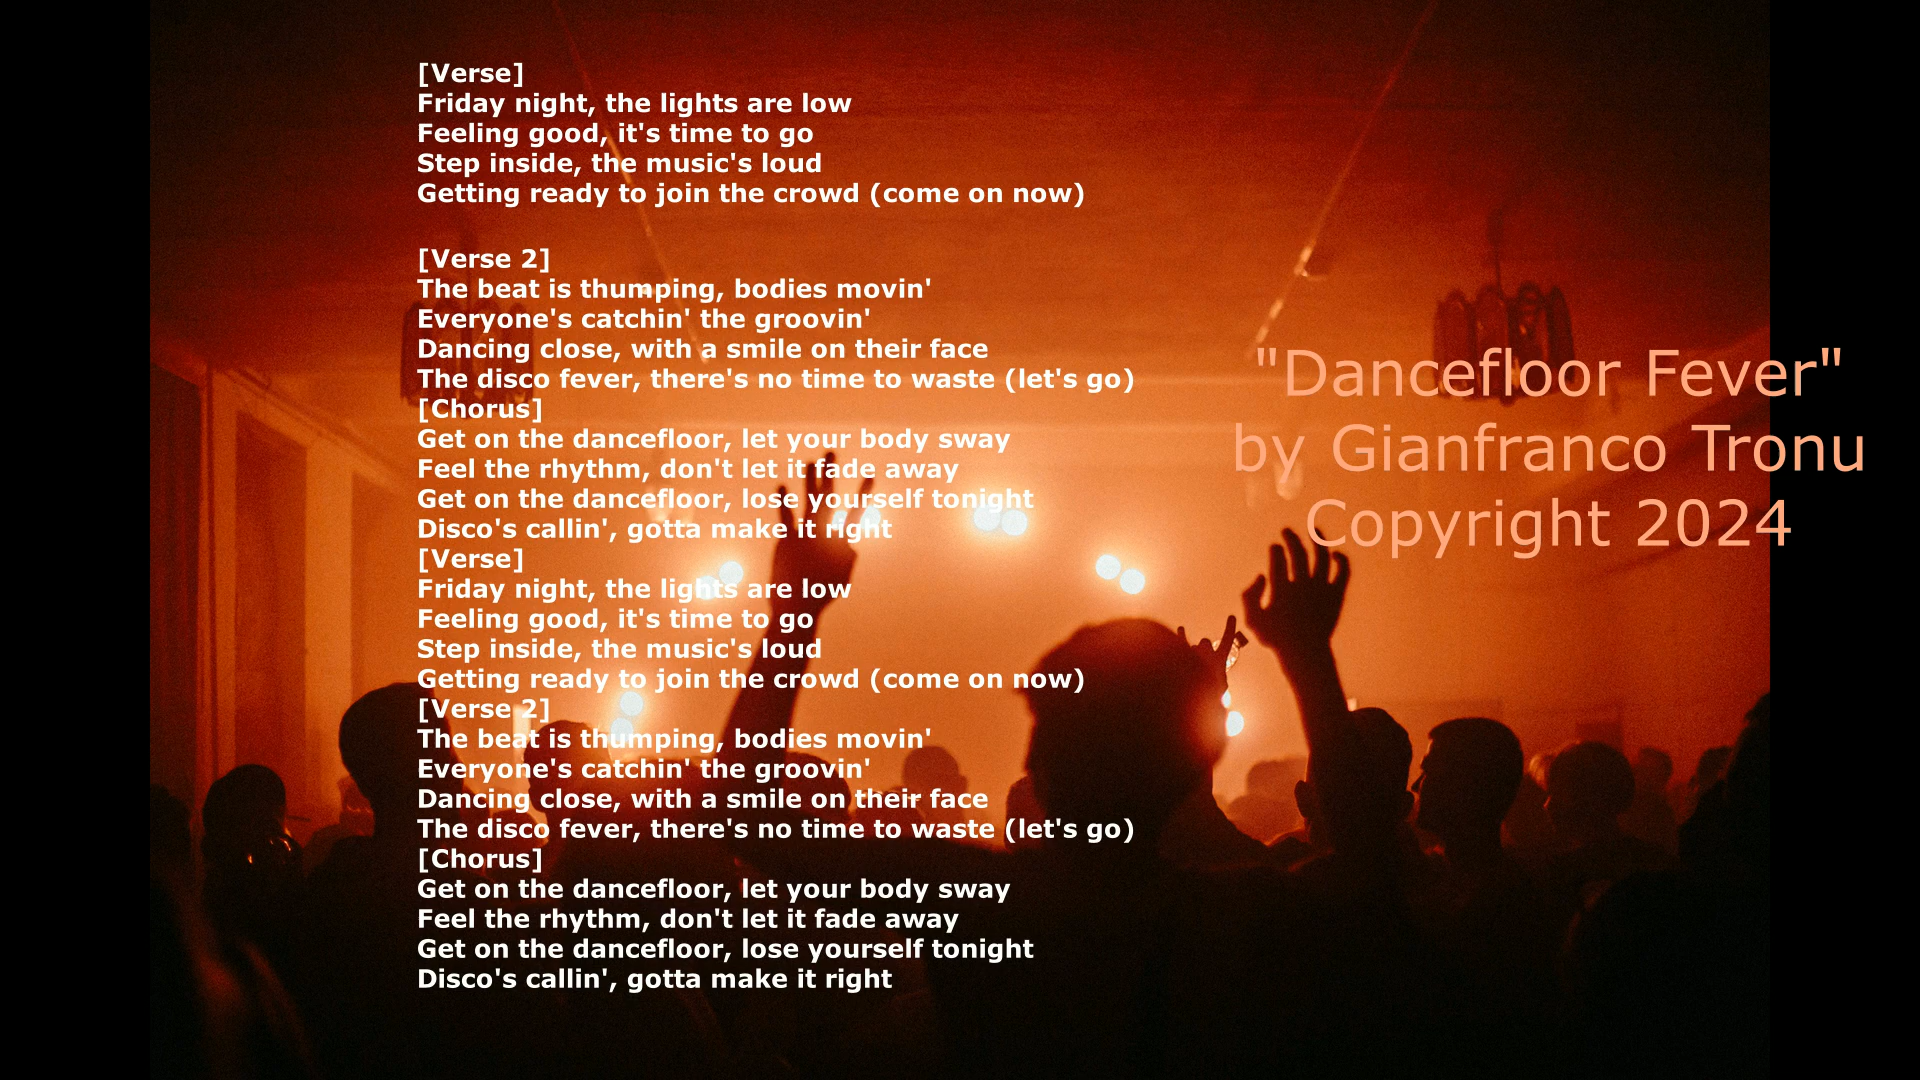 [Verse]
Friday night, the lights are low
Feeling good, it's time to go
Step inside, the music's loud
Getting ready to join the crowd (come on now)

[Verse 2]
The beat is thumping, bodies movin'
Everyone's catchin' the groovin'
Dancing close, with a smile on their face
The disco fever, there's no time to waste (let's go)
[Chorus]
Get on the dancefloor, let your body sway
Feel the rhythm, don't let it fade away
Get on the dancefloor, lose yourself tonight
Disco's callin', gotta make it right
[Verse]
Friday night, the lights are low
Feeling good, it's time to go
Step inside, the music's loud
Getting ready to join the crowd (come on now)
[Verse 2]
The beat is thumping, bodies movin'
Everyone's catchin' the groovin'
Dancing close, with a smile on their face
The disco fever, there's no time to waste (let's go)
[Chorus]
Get on the dancefloor, let your body sway
Feel the rhythm, don't let it fade away
Get on the dancefloor, lose yourself tonight
Disco's callin', gotta make it right
"Dancefloor Fever"
by Gianfranco Tronu
Copyright 2024